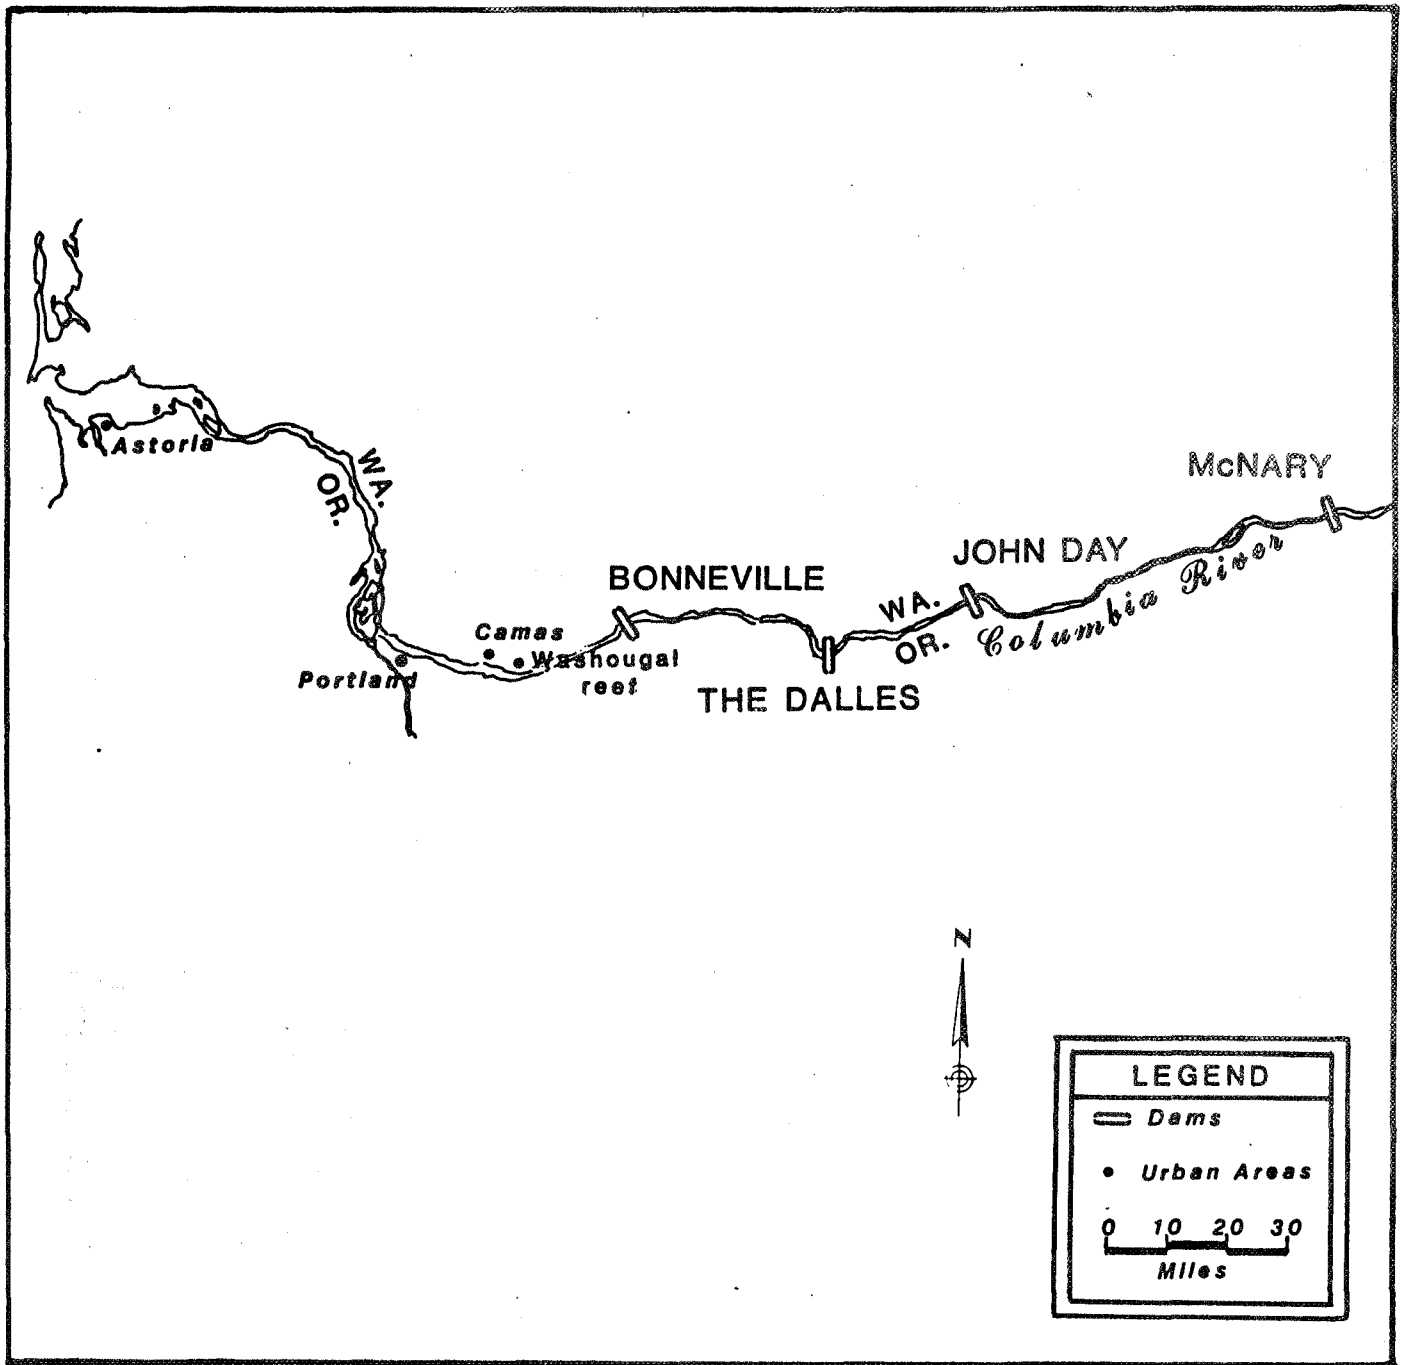 Astoria
WA.
OR.
McNARY
JOHN DAY
BONNEVILLE
WA.
OR.
Columbia River
Camas
Washougal
reef
Portland
THE DALLES
N
LEGEND
Dams
Urban Areas
0 10 20 30
Miles